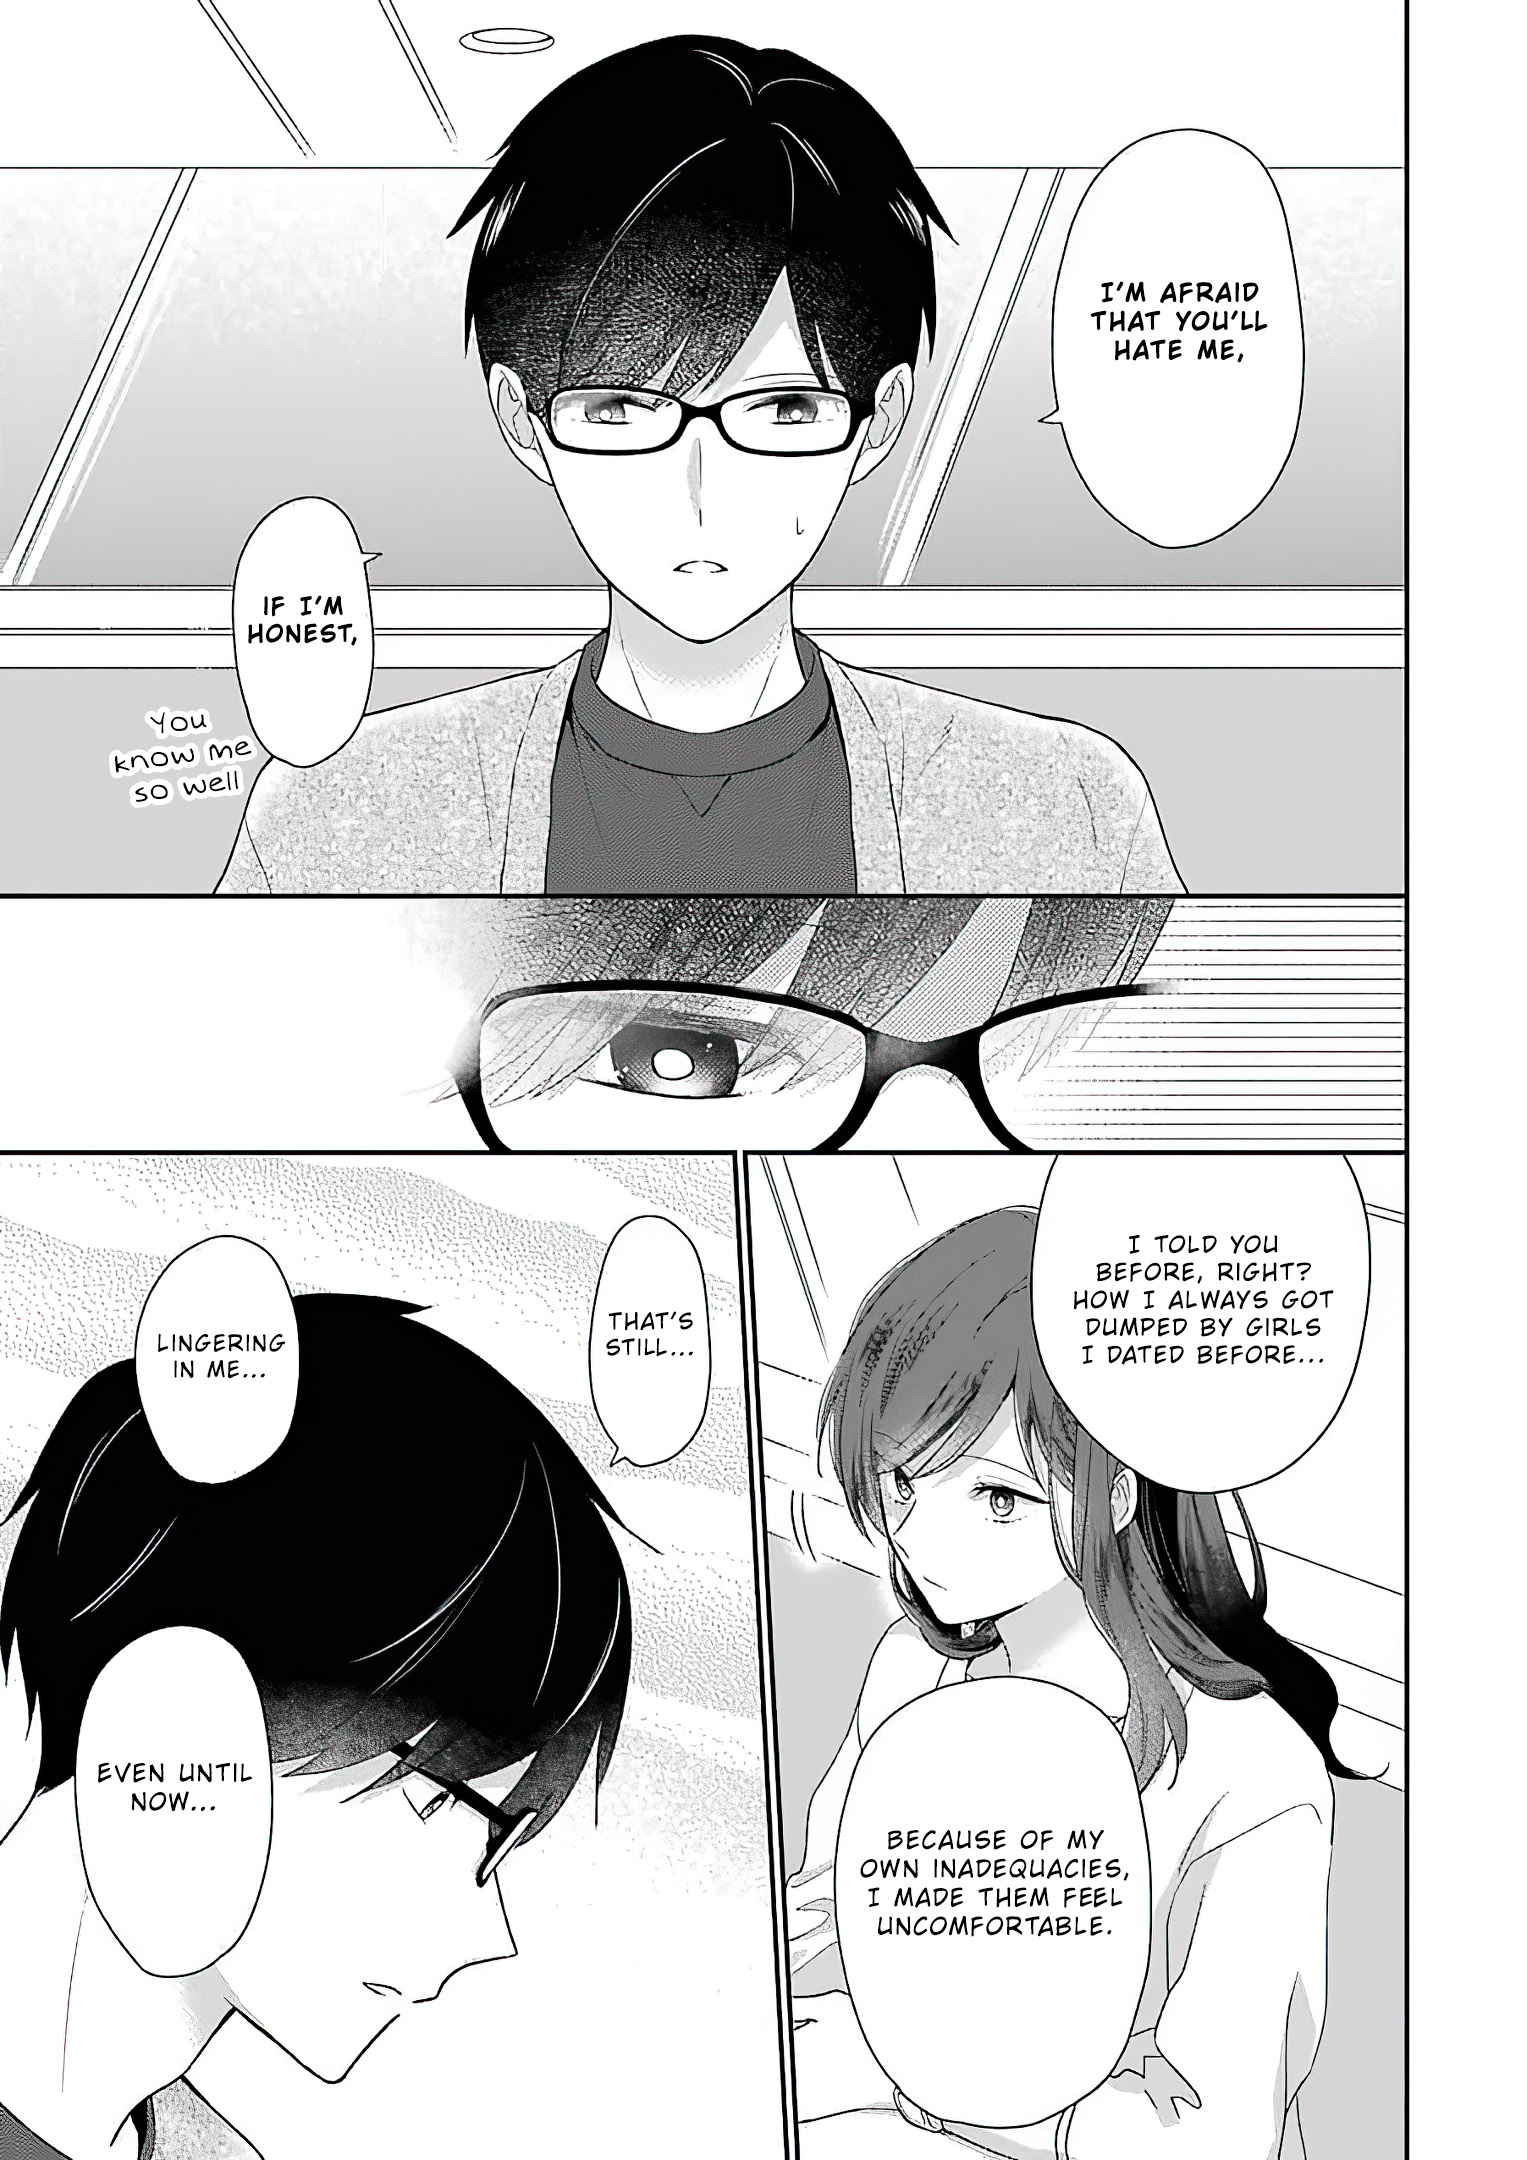 I'M AFRAID
THAT YOU'LL
HATE ME,
IF I'M
HONEST,
You
know me
so well
I TOLD YOU
BEFORE, RIGHT?
HOW I ALWAYS GOT
DUMPED BY GIRLS
I DATED BEFORE...
BECAUSE OF MY
OWN INADEQUACIES,
I MADE THEM FEEL
UNCOMFORTABLE.
THAT'S
STILL...
LINGERING
IN ME...
EVEN UNTIL
NOW...